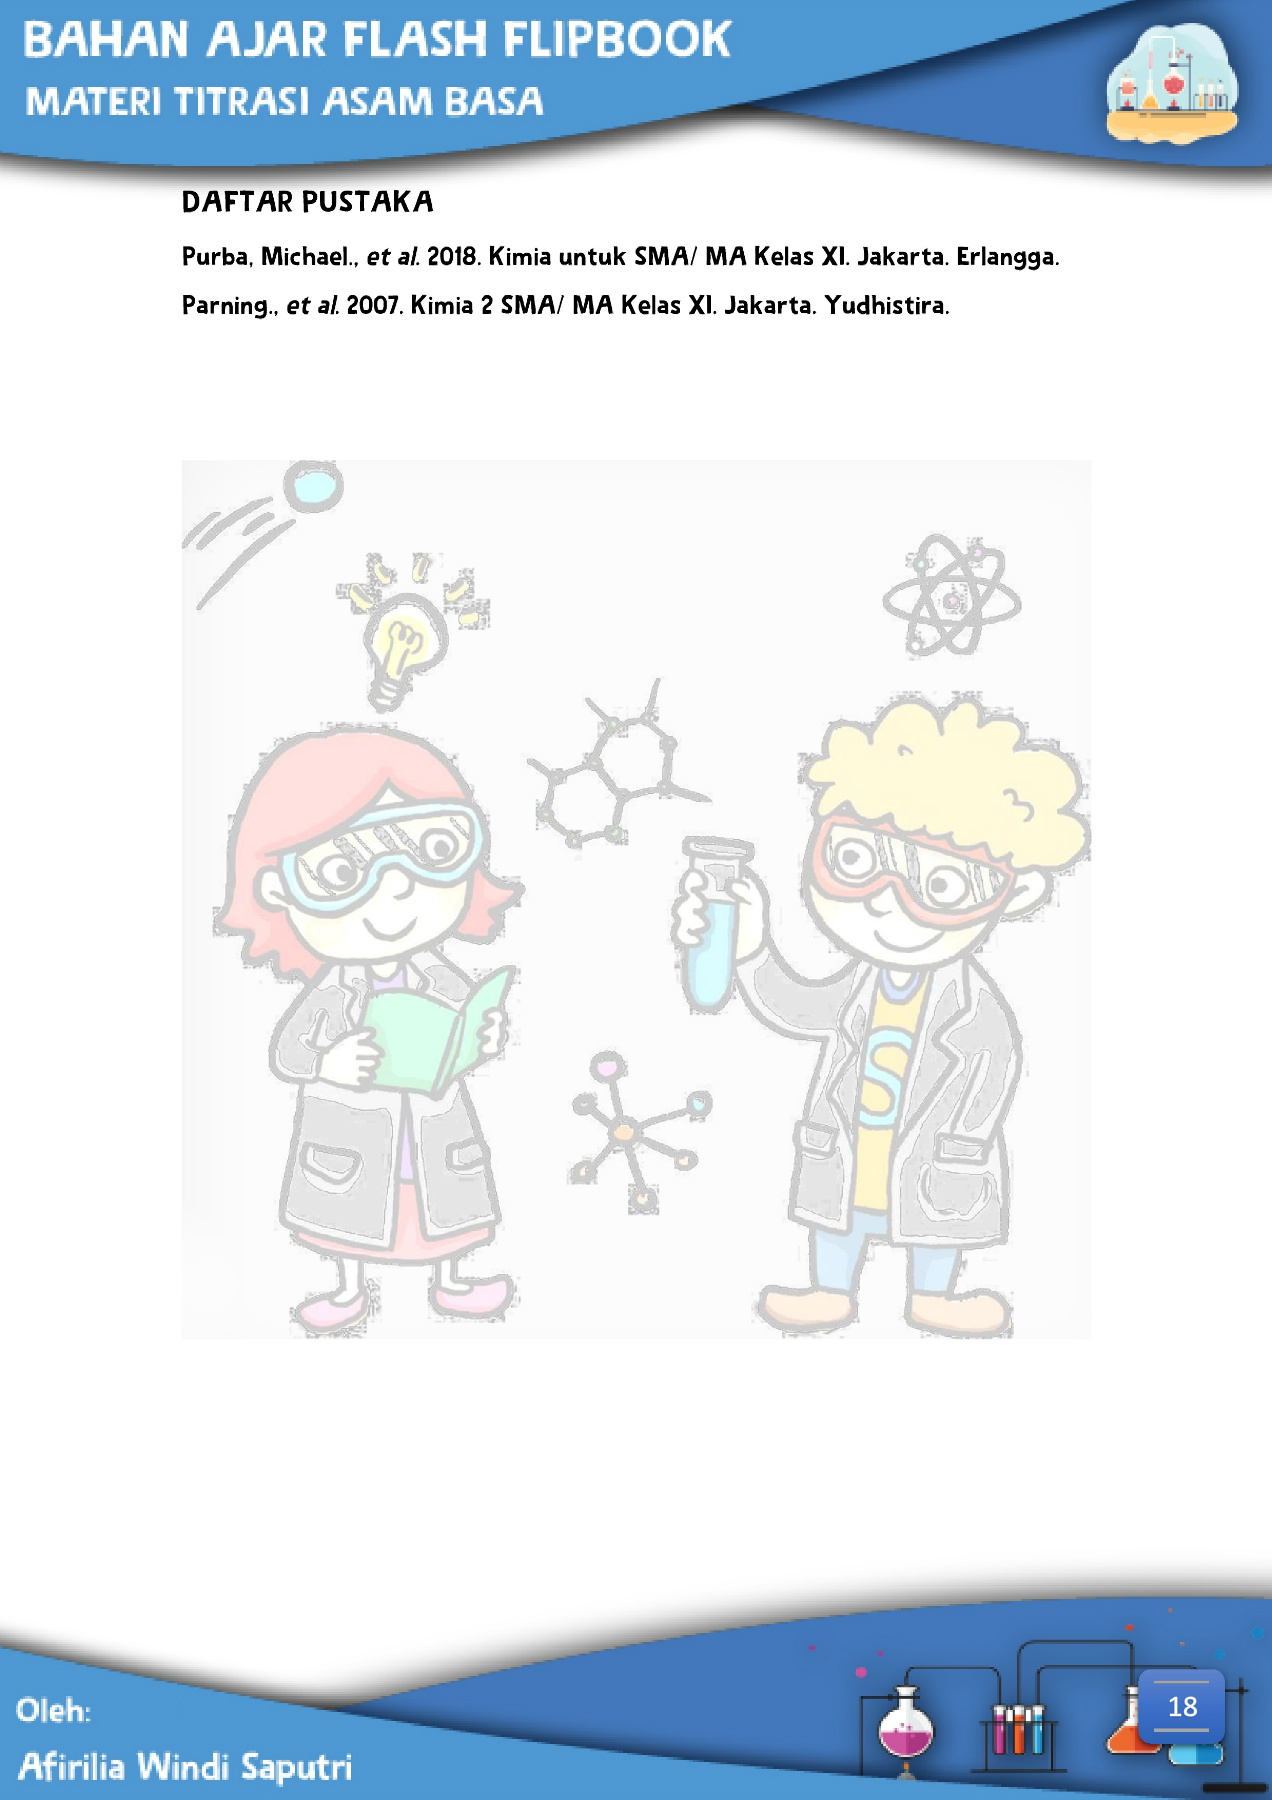 BAHAN AJAR FLASH FLIPBOOK
MATERI TITRASI ASAM BASA
DAFTAR PUSTAKA
Purba, Michael., et al. 2018. Kimia untuk SMA/ MA Kelas XI. Jakarta. Erlangga.
Parning., et al. 2007. Kimia 2 SMA/ MA Kelas XI. Jakarta. Yudhistira.
S
Oleh:
Afirilia Windi Saputri
18